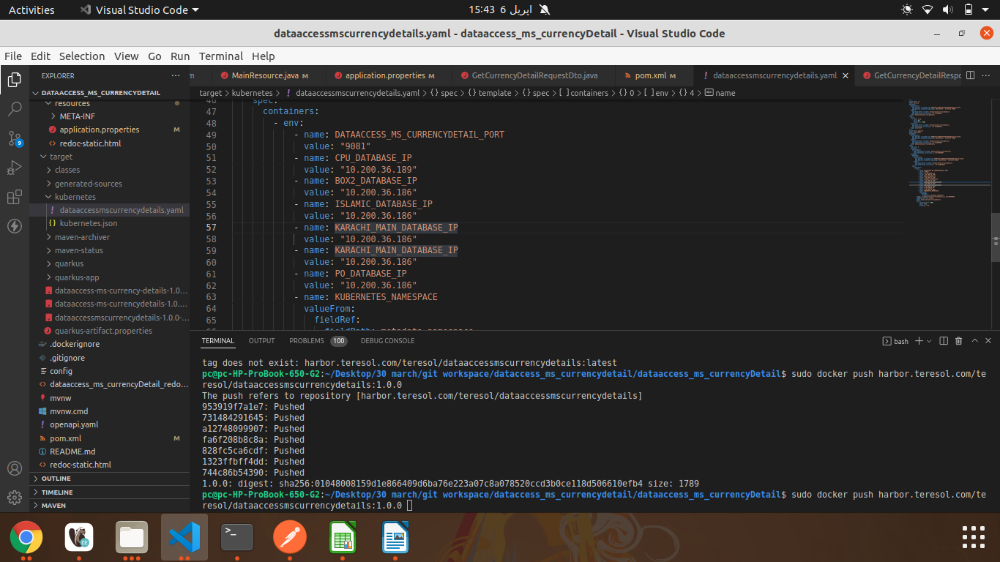 Activities
Visual Studio Code
15:43 6 اپریل
dataaccessmscurrencydetails.yaml - dataaccess_ms_currencyDetail - Visual Studio Code
File Edit Selection View Go Run Terminal Help
EXPLORER
DATAACCESS_MS_CURRENCYDETAIL
resources
META-INF
application.properties M
redoc-static.html
target
classes
generated-sources
kubernetes
dataaccessmscurrencydetails.yaml
kubernetes.json
maven-archiver
maven-status
quarkus
quarkus-app
dataaccess-ms-currency-details-1.0...
dataaccess-ms-currencydetails-1.0....
dataaccessmscurrencydetails-1.0.0-...
quarkus-artifact.properties
.dockerignore
.gitignore
config
dataaccess_ms_currencyDetail_redo...
mvnw
mvnw.cmd
openapi.yaml
pom.xml M
README.md
redoc-static.html
OUTLINE
TIMELINE
MAVEN
9
m
MainResource.java M
application.properties M
GetCurrencyDetailRequestDto.java
pom.xml M
dataaccessmscurrencydetails.yaml
GetCurrencyDetailRespo
target > kubernetes > ! dataaccessmscurrencydetails.yaml > {} spec > {} template > {} spec > [ ] containers > {} 0 > [ ] env > {} 4 > name
46 spec:
47 containers:
48 - env:
49 - name: DATAACCESS_MS_CURRENCYDETAIL_PORT
50 value: "9081"
51 - name: CPU_DATABASE_IP
52 value: "10.200.36.189"
53 - name: BOX2_DATABASE_IP
54 value: "10.200.36.186"
55 - name: ISLAMIC_DATABASE_IP
56 value: "10.200.36.186"
57 - name: KARACHI_MAIN_DATABASE_IP
58 value: "10.200.36.186"
59 - name: KARACHI_MAIN_DATABASE_IP
60 value: "10.200.36.186"
61 - name: PO_DATABASE_IP
62 value: "10.200.36.186"
63 - name: KUBERNETES_NAMESPACE
64 valueFrom:
65 fieldRef:
66 fieldPath: metadata.namespace
TERMINAL OUTPUT PROBLEMS 100 DEBUG CONSOLE
bash
tag does not exist: harbor.teresol.com/teresol/dataaccessmscurrencydetails:latest
pc@pc-HP-ProBook-650-G2:~/Desktop/30 march/git workspace/dataccess_ms_currencydetail/dataaccess_ms_currencyDetail$ sudo docker push harbor.teresol.com/te
resol/dataaccessmscurrencydetails:1.0.0
The push refers to repository [harbor.teresol.com/teresol/dataaccessmscurrencydetails]
953919f7a1e7: Pushed
731484291645: Pushed
a12748099907: Pushed
fa6f208b8c8a: Pushed
828fc5ca6cdf: Pushed
1323ffbff4dd: Pushed
744c86b54390: Pushed
1.0.0: digest: sha256:01048008159d1e866409d6ba76e223a07c8a078520ccd3b0ce118d506610efb4 size: 1789
pc@pc-HP-ProBook-650-G2:~/Desktop/30 march/git workspace/dataccess_ms_currencydetail/dataaccess_ms_currencyDetail$ sudo docker push harbor.teresol.com/te
resol/dataaccessmscurrencydetails:1.0.0